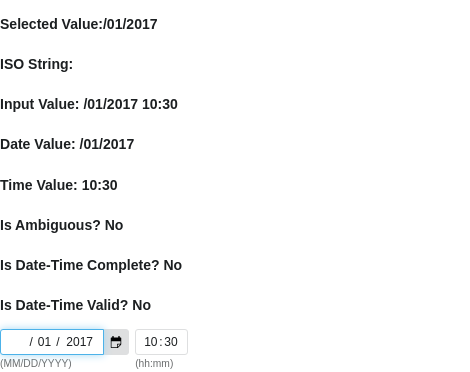 Selected Value:/01/2017
ISO String:
Input Value: /01/2017 10:30
Date Value: /01/2017
Time Value: 10:30
Is Ambiguous? No
Is Date-Time Complete? No
Is Date-Time Valid? No
/ 01 / 2017 10:30
(MM/DD/YYYY) (hh:mm)